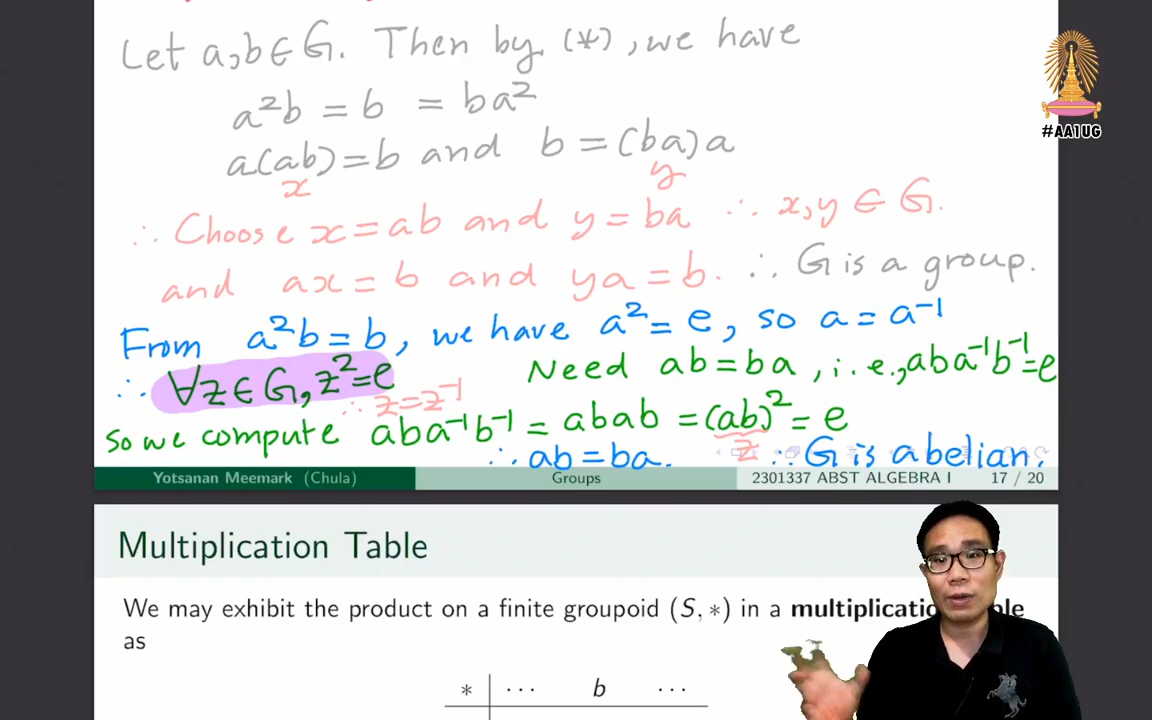 Let a,b∈G. Then by (*), we have
a²b = b = ba²
a(ab) = b and b = (ba)a
x y
∴ Choose x = ab and y = ba ∴ x,y ∈ G.
and ax = b and ya = b. ∴ G is a group.
From a²b = b, we have a² = e, so a = a⁻¹
∴ ∀z∈G, z²=e Need ab = ba, i.e., aba⁻¹b⁻¹=e
∴ z = z⁻¹
So we compute aba⁻¹b⁻¹ = abab = (ab)² = e
z
∴ ab = ba. ∴ G is abelian.
#AA1UG
Yotsanan Meemark (Chula) Groups 2301337 ABST ALGEBRA I 17 / 20
Multiplication Table
We may exhibit the product on a finite groupoid (S, ∗) in a
as
∗ ··· b ···